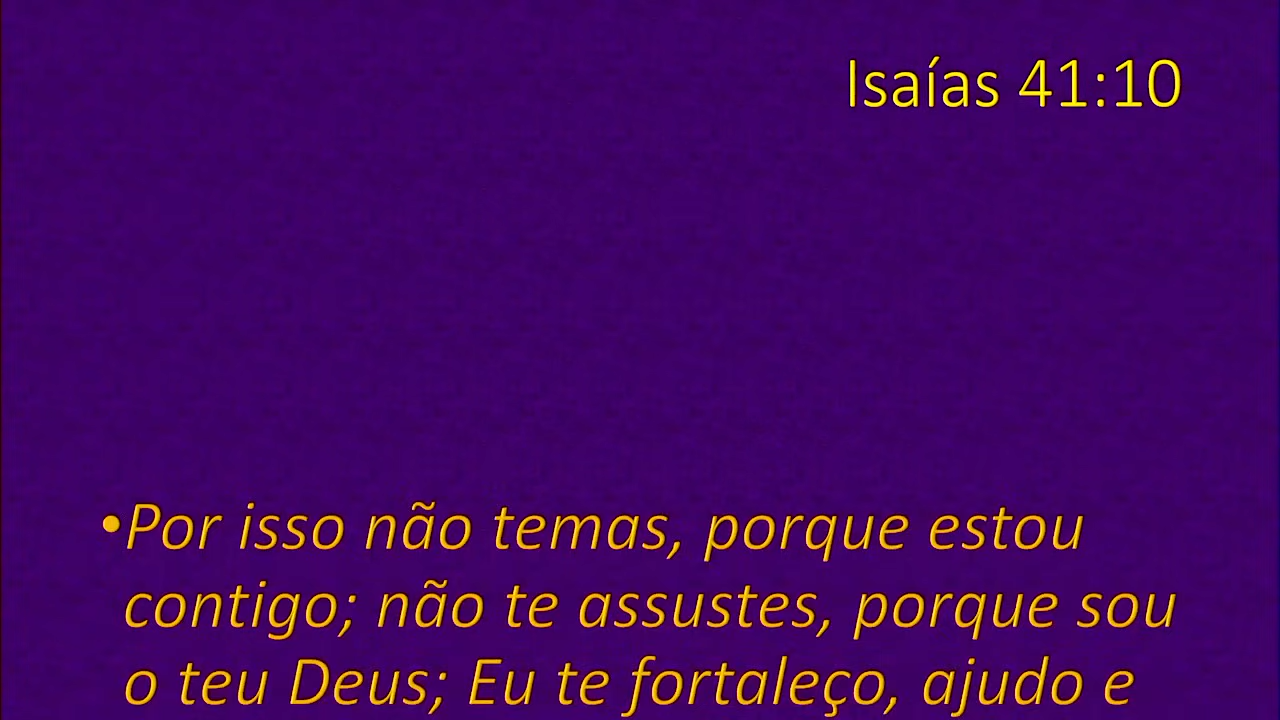 Isaías 41:10
•Por isso não temas, porque estou
contigo; não te assustes, porque sou
o teu Deus; Eu te fortaleço, ajudo e